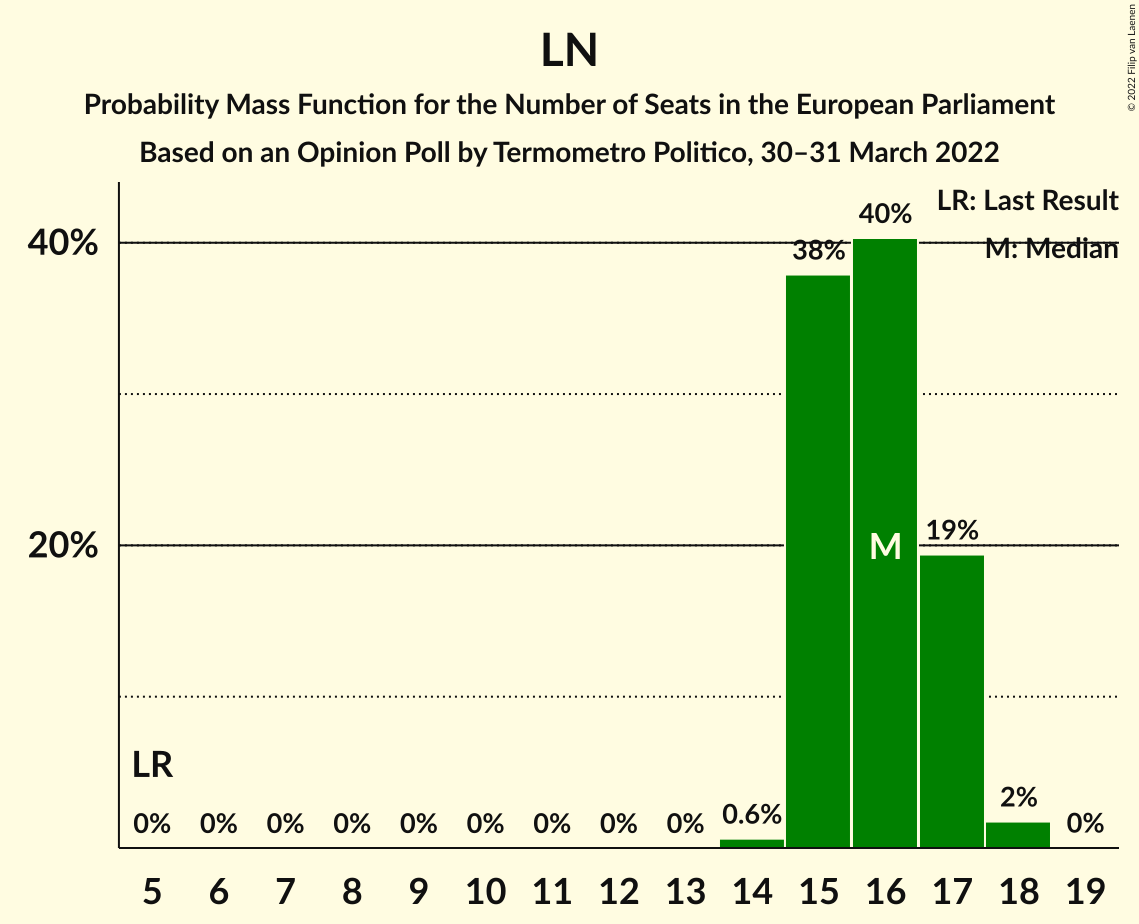 LN
Probability Mass Function for the Number of Seats in the European Parliament
Based on an Opinion Poll by Termometro Politico, 30–31 March 2022
© 2022 Filip van Laenen
LR: Last Result
M: Median
40%
20%
40%
38%
19%
M
LR
0% 0% 0% 0% 0% 0% 0% 0% 0% 0.6% 2% 0%
5 6 7 8 9 10 11 12 13 14 15 16 17 18 19